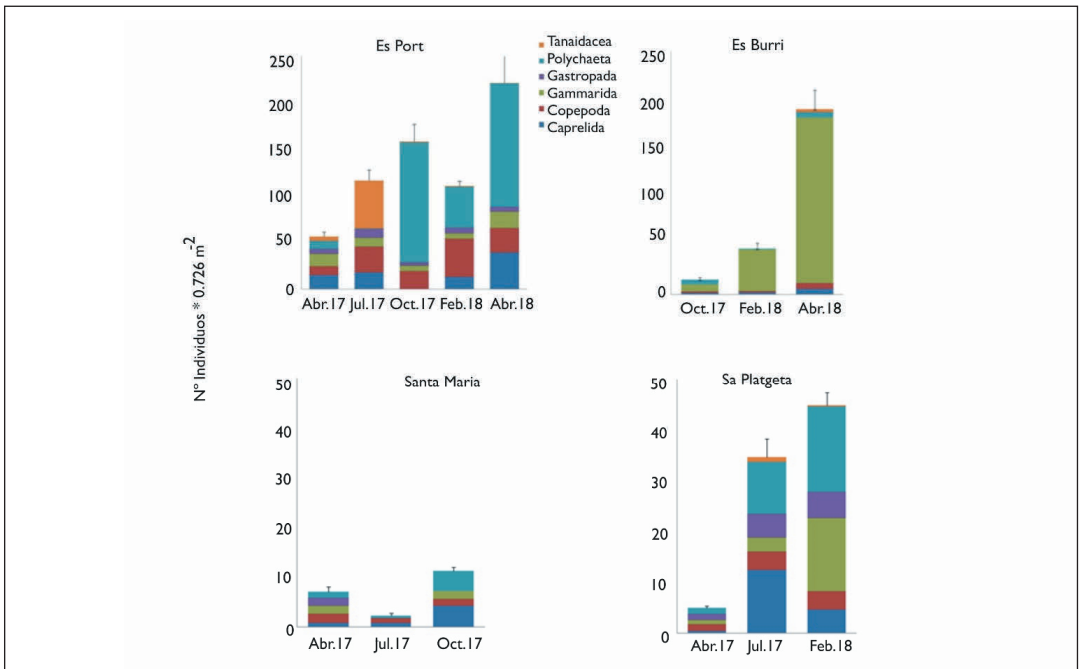 Es Port
Tanaidacea
Polychaeta
Gastropada
Gammarida
Copepoda
Caprelida
Es Burri
250
200
150
100
50
0
Abr.17 Jul.17 Oct.17 Feb.18 Abr.18
250
200
150
100
50
0
Oct.17 Feb.18 Abr.18
N° Individuos * 0.726 m-2
Santa Maria
50
40
30
20
10
0
Abr.17 Jul.17 Oct.17
Sa Platgeta
50
40
30
20
10
0
Abr.17 Jul.17 Feb.18